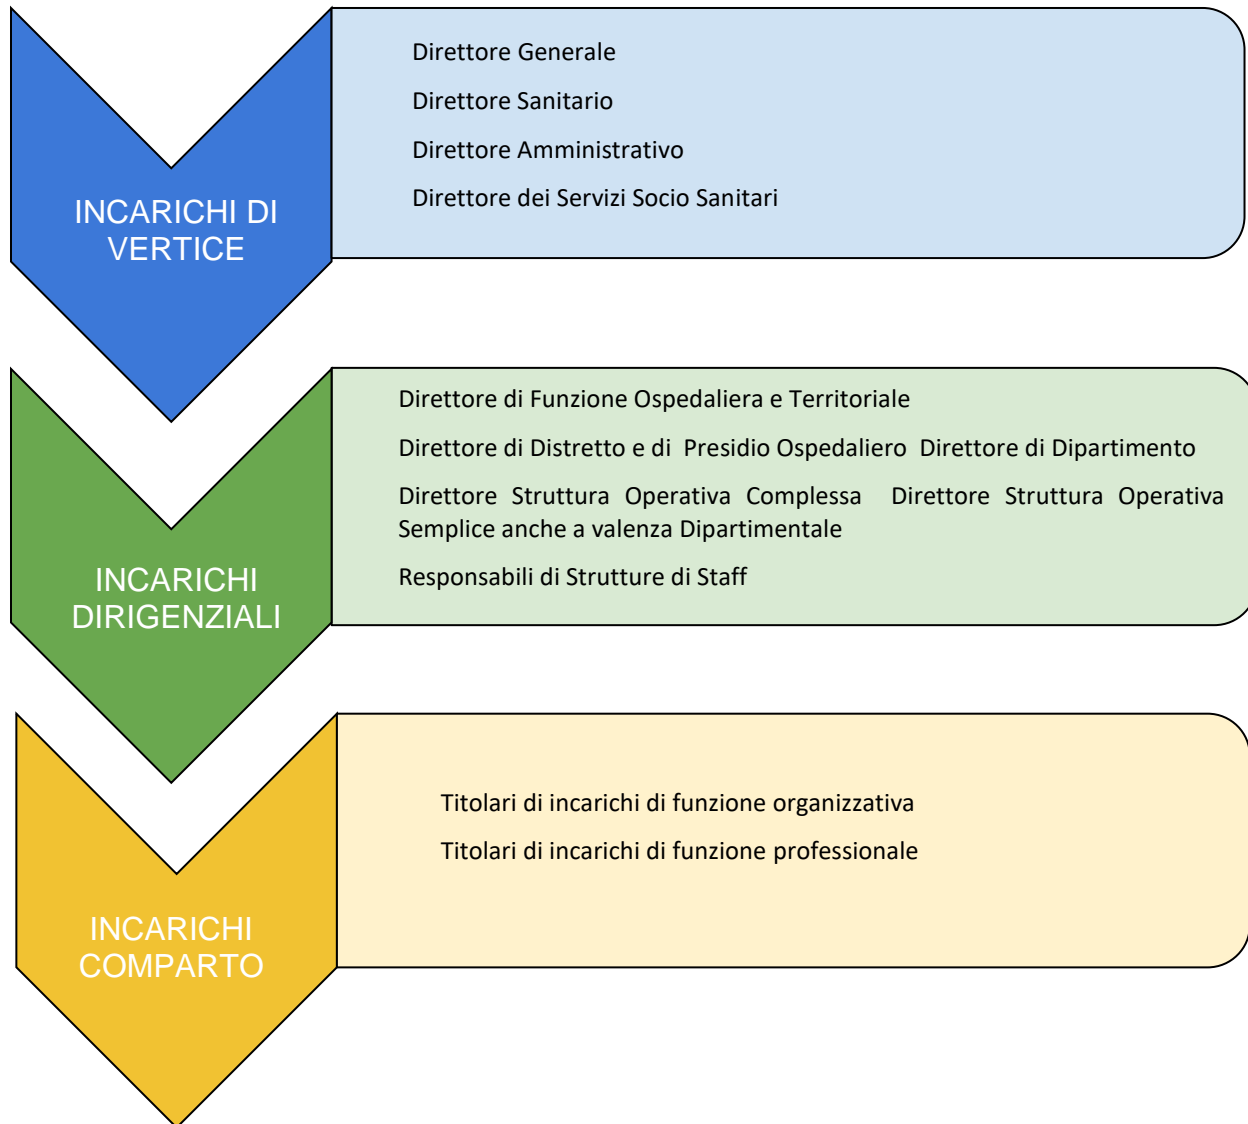 INCARICHI DI
VERTICE
Direttore Generale
Direttore Sanitario
Direttore Amministrativo
Direttore dei Servizi Socio Sanitari
INCARICHI
DIRIGENZIALI
Direttore di Funzione Ospedaliera e Territoriale
Direttore di Distretto e di Presidio Ospedaliero Direttore di Dipartimento
Direttore Struttura Operativa Complessa Direttore Struttura Operativa
Semplice anche a valenza Dipartimentale
Responsabili di Strutture di Staff
INCARICHI
COMPARTO
Titolari di incarichi di funzione organizzativa
Titolari di incarichi di funzione professionale